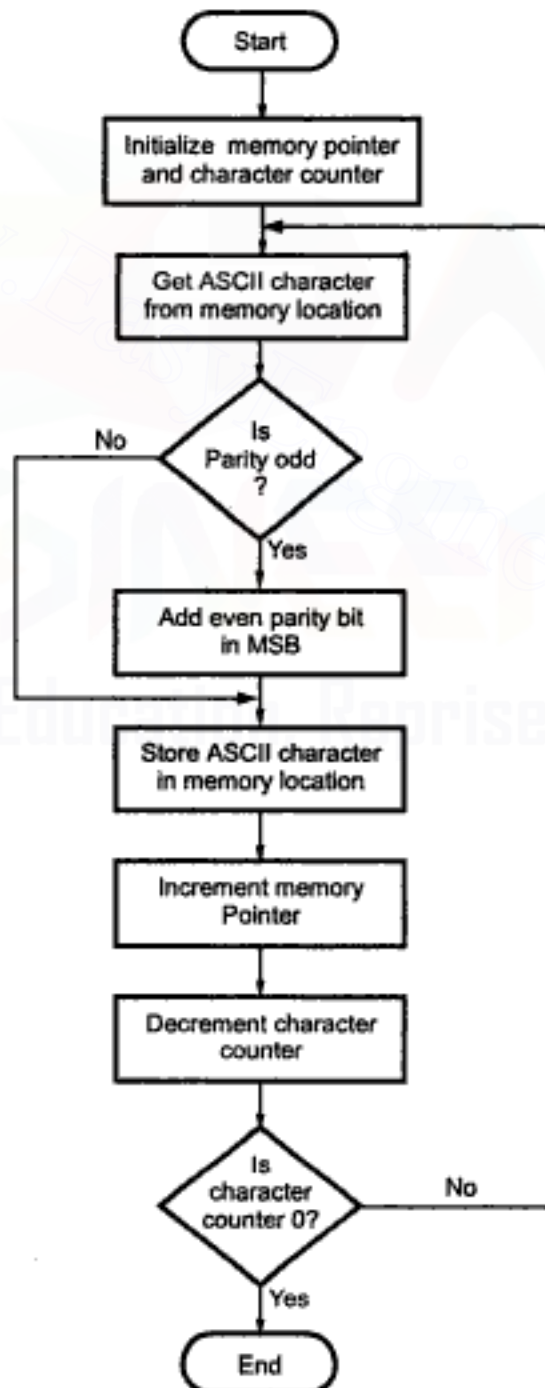 Start
Initialize memory pointer
and character counter
Get ASCII character
from memory location
Is
Parity odd
?
No
Yes
Add even parity bit
in MSB
Store ASCII character
in memory location
Increment memory
Pointer
Decrement character
counter
Is
character
counter 0?
No
Yes
End